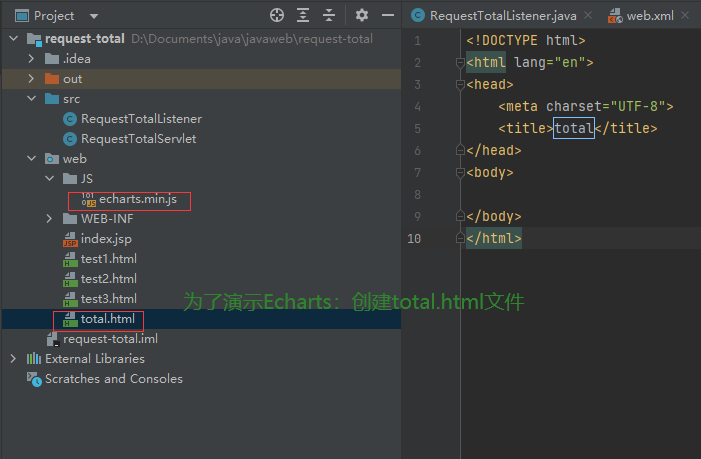 Project
request-total D:\Documents\java\javaweb\request-total
.idea
out
src
RequestTotalListener
RequestTotalServlet
web
JS
echarts.min.js
WEB-INF
index.jsp
test1.html
test2.html
test3.html
total.html
request-total.iml
External Libraries
Scratches and Consoles
为了演示Echarts：创建total.html文件
RequestTotalListener.java web.xml
1 <!DOCTYPE html>
2 <html lang="en">
3 <head>
4 <meta charset="UTF-8">
5 <title>total</title>
6 </head>
7 <body>
8
9 </body>
10 </html>